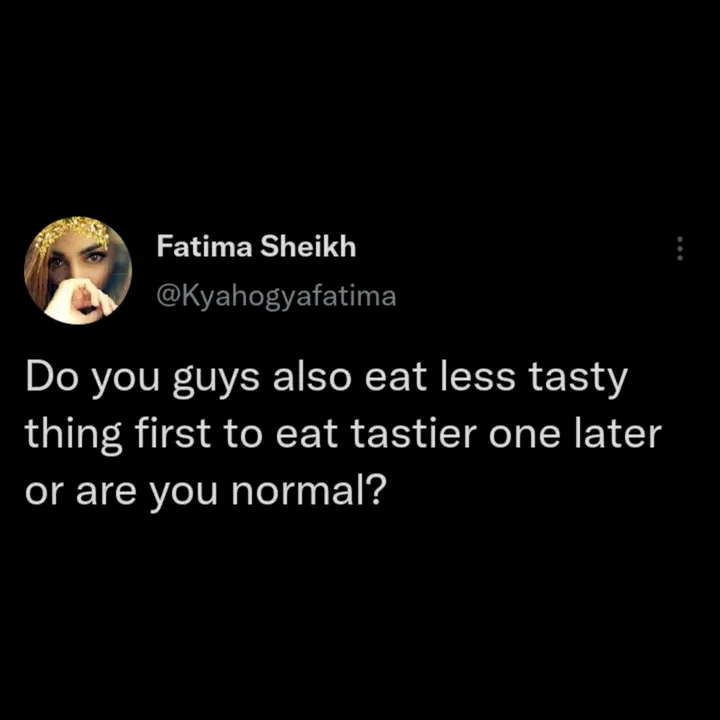 Fatima Sheikh
@Kyahogyafatima
Do you guys also eat less tasty
thing first to eat tastier one later
or are you normal?